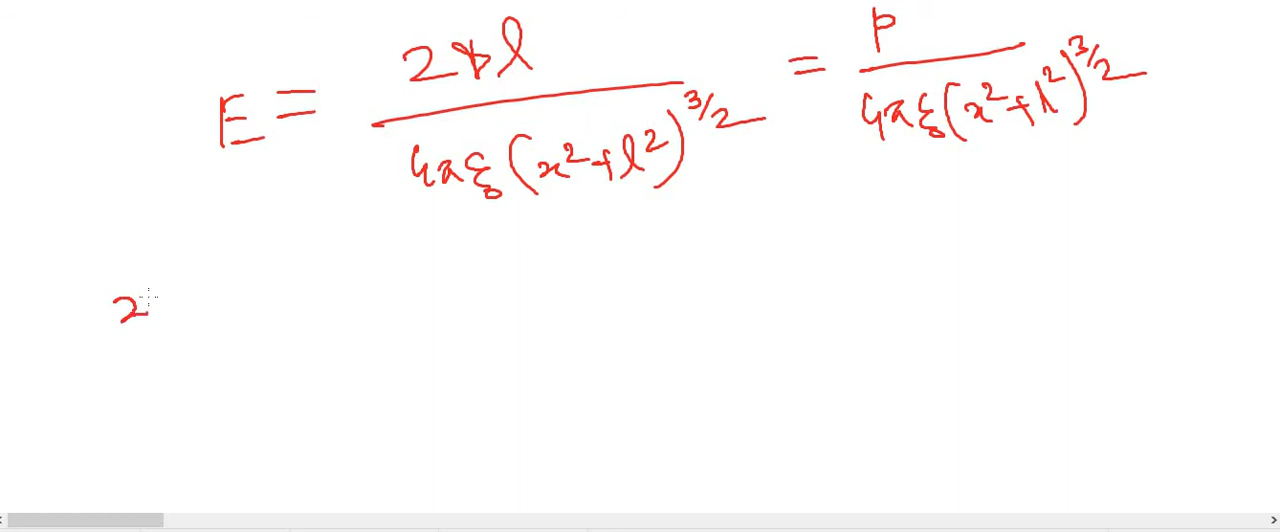 E = 2ql / 4πε₀(x²+l²)^3/2 = p / 4πε₀(x²+l²)^3/2
2